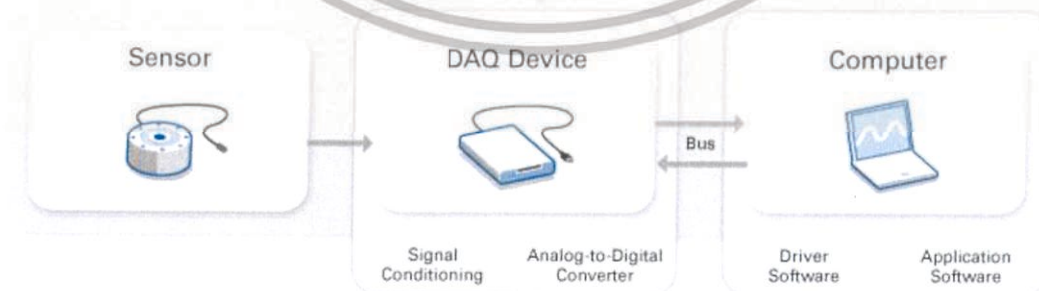 Sensor
DAQ Device
Computer
Bus
Signal
Conditioning
Analog-to-Digital
Converter
Driver
Software
Application
Software